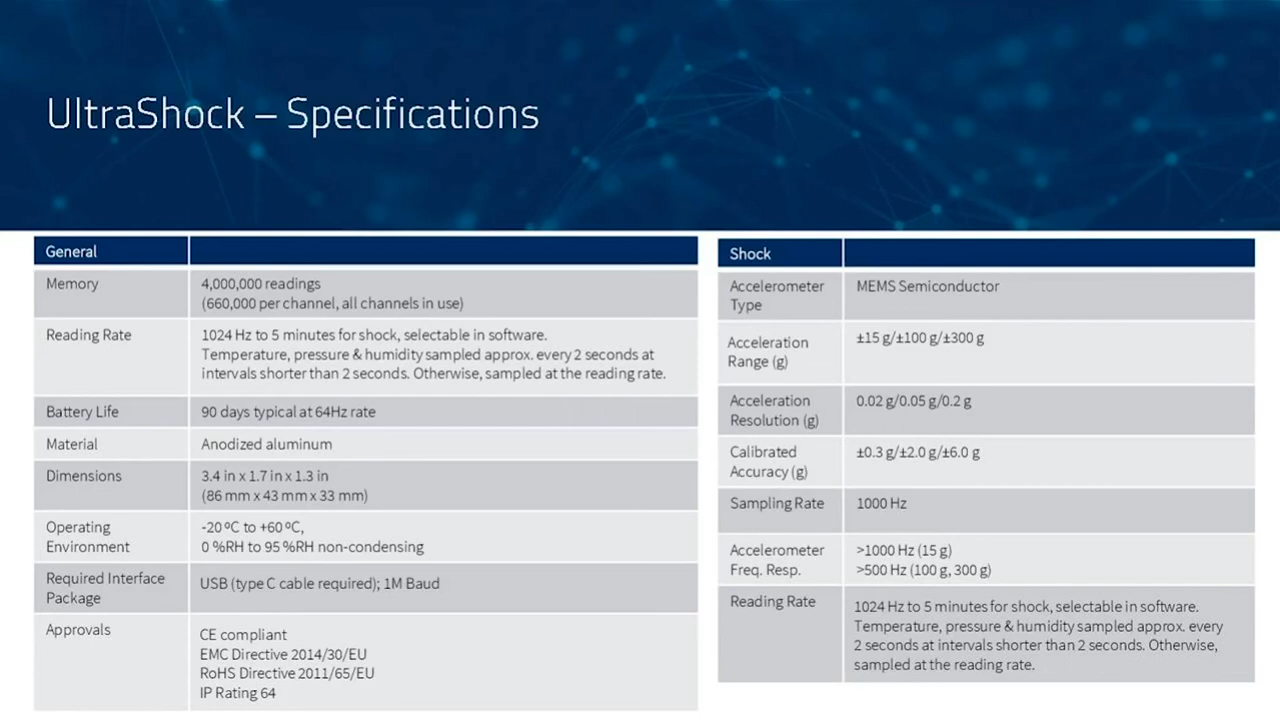 UltraShock – Specifications
General
Memory
4,000,000 readings
(660,000 per channel, all channels in use)
Reading Rate
1024 Hz to 5 minutes for shock, selectable in software.
Temperature, pressure & humidity sampled approx. every 2 seconds at
intervals shorter than 2 seconds. Otherwise, sampled at the reading rate.
Battery Life
90 days typical at 64Hz rate
Material
Anodized aluminum
Dimensions
3.4 in x 1.7 in x 1.3 in
(86 mm x 43 mm x 33 mm)
Operating
Environment
-20 ºC to +60 ºC,
0 %RH to 95 %RH non-condensing
Required Interface
Package
USB (type C cable required); 1M Baud
Approvals
CE compliant
EMC Directive 2014/30/EU
RoHS Directive 2011/65/EU
IP Rating 64
Shock
Accelerometer
Type
MEMS Semiconductor
Acceleration
Range (g)
±15 g/±100 g/±300 g
Acceleration
Resolution (g)
0.02 g/0.05 g/0.2 g
Calibrated
Accuracy (g)
±0.3 g/±2.0 g/±6.0 g
Sampling Rate
1000 Hz
Accelerometer
Freq. Resp.
>1000 Hz (15 g)
>500 Hz (100 g, 300 g)
Reading Rate
1024 Hz to 5 minutes for shock, selectable in software.
Temperature, pressure & humidity sampled approx. every
2 seconds at intervals shorter than 2 seconds. Otherwise,
sampled at the reading rate.